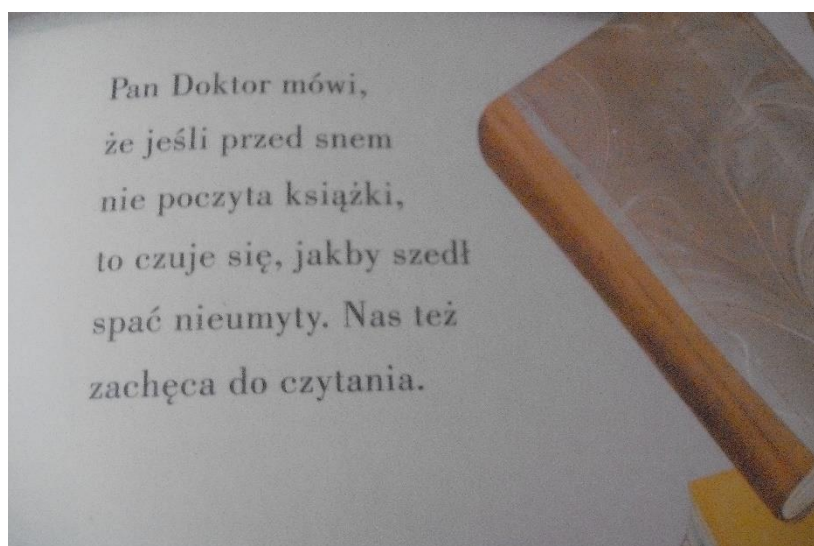 Pan Doktor mówi,
że jeśli przed snem
nie poczyta książki,
to czuje się, jakby szedł
spać nieumyty. Nas też
zachęca do czytania.